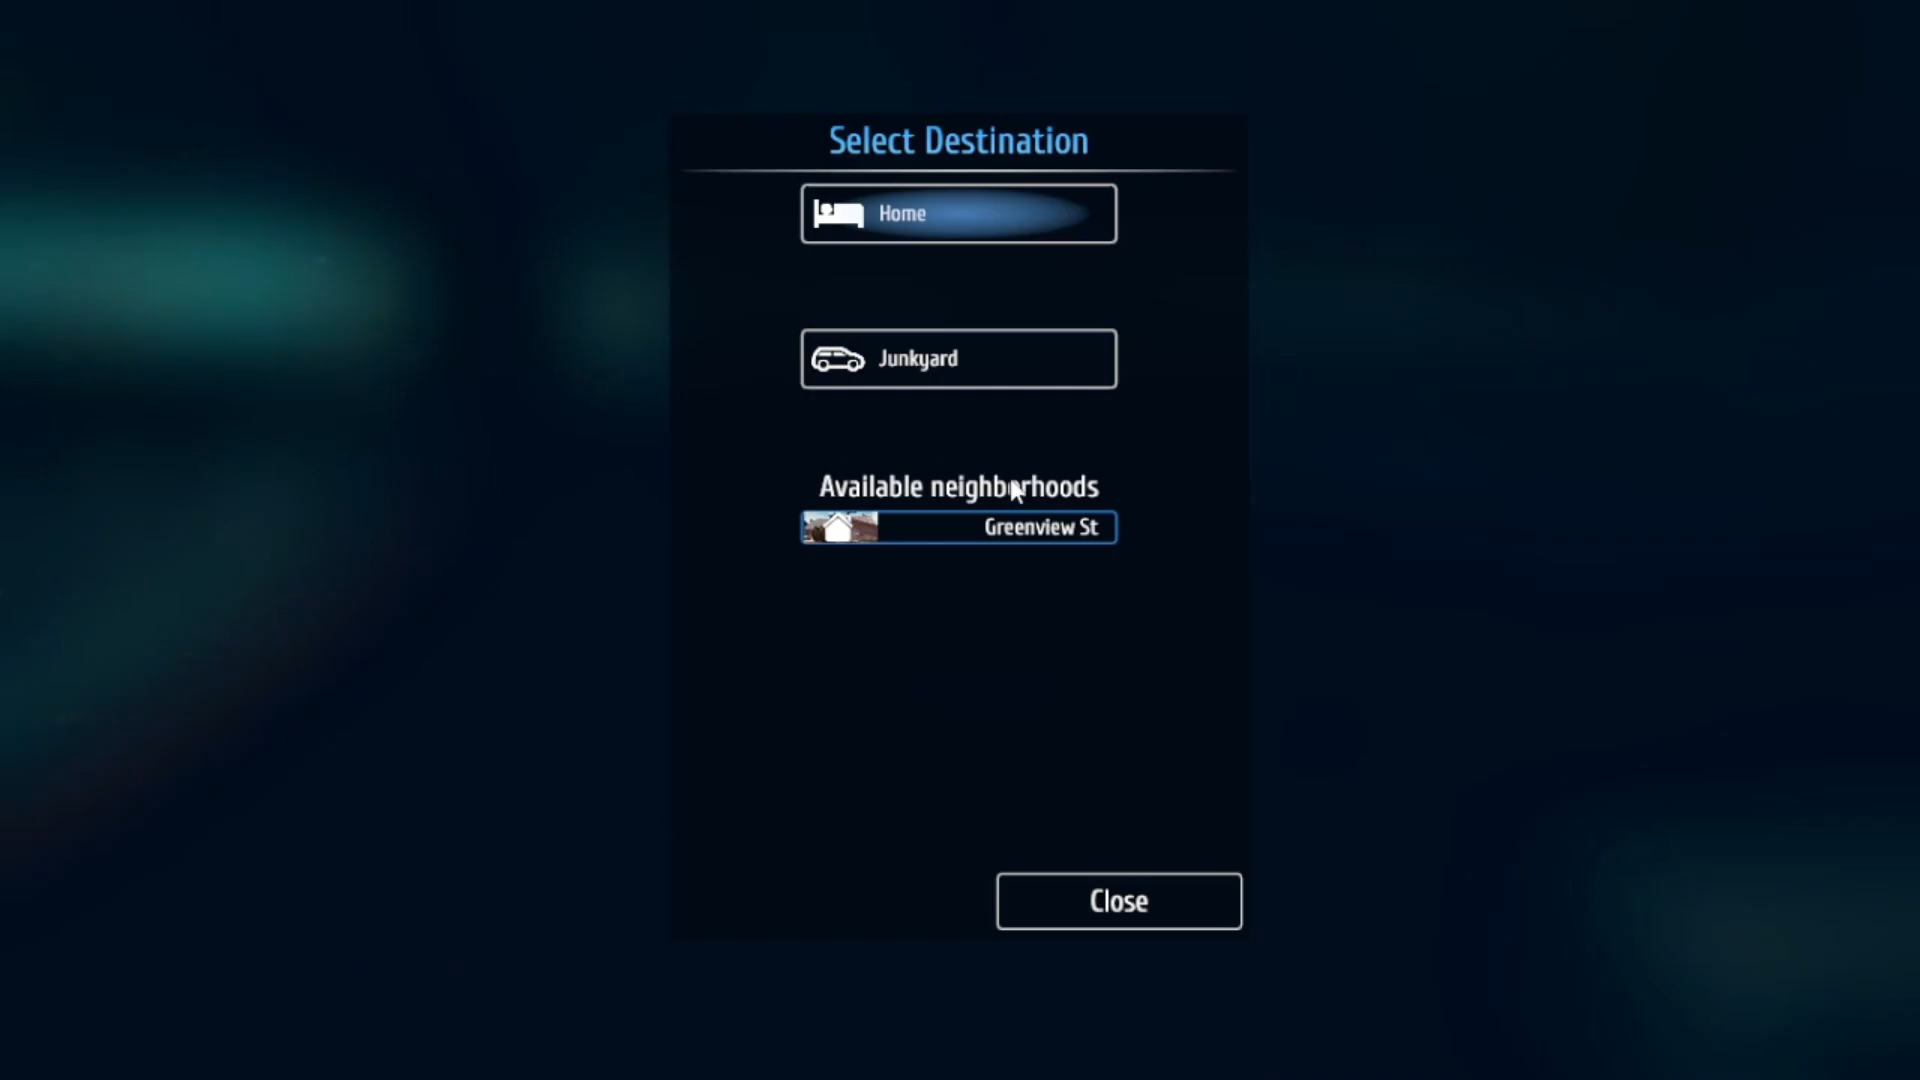 Select Destination
Home
Junkyard
Available neighborhoods
Greenview St
Close